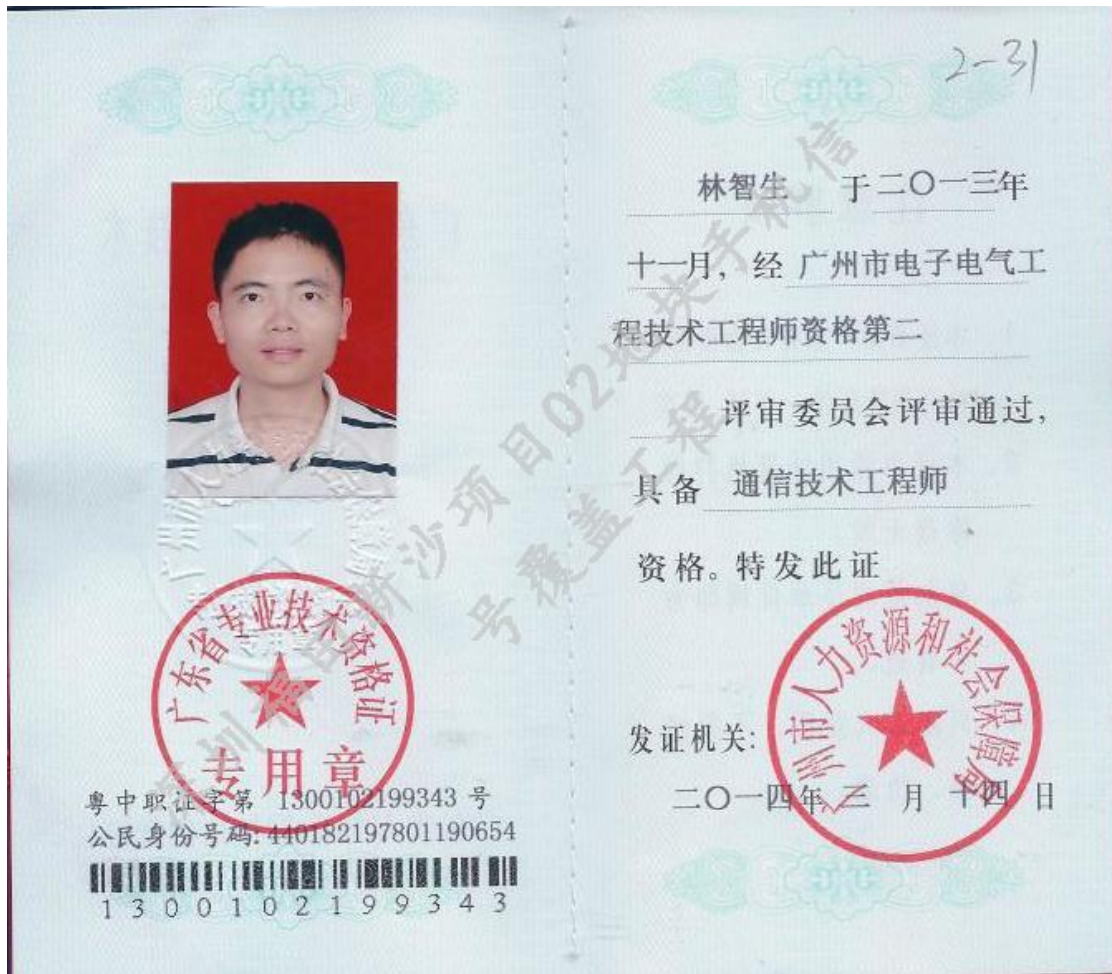 2-31
林智生 于二〇一三年
十一月，经 广州市电子电气工
程技术工程师资格第二
评审委员会评审通过，
具备 通信技术工程师
资格。特发此证
发证机关：
广州市人力资源和社会保障局
二〇一四年 三 月 十四 日
广东省专业技术资格证
专用章
粤中职证字第 1300102199343 号
公民身份号码：440182197801190654
1300102199343
新沙项目02地块手机信
号覆盖工程